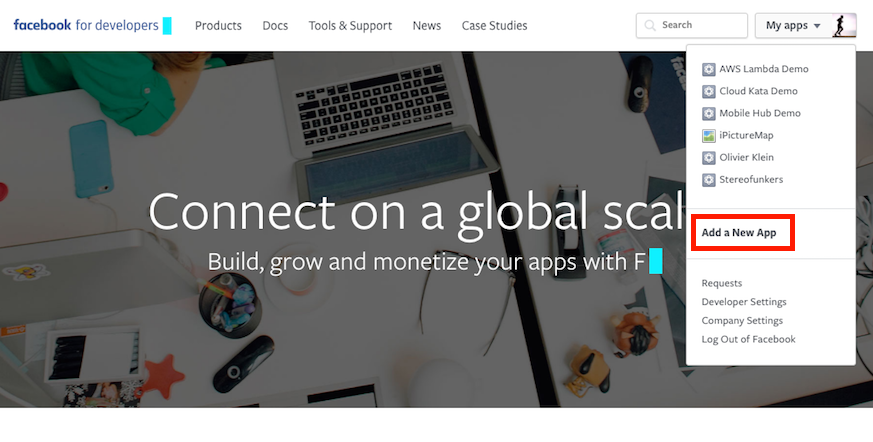 facebook for developers
Products
Docs
Tools & Support
News
Case Studies
Search
My apps
AWS Lambda Demo
Cloud Kata Demo
Mobile Hub Demo
iPictureMap
Olivier Klein
Stereofunkers
Add a New App
Requests
Developer Settings
Company Settings
Log Out of Facebook
Connect on a global scal
Build, grow and monetize your apps with F